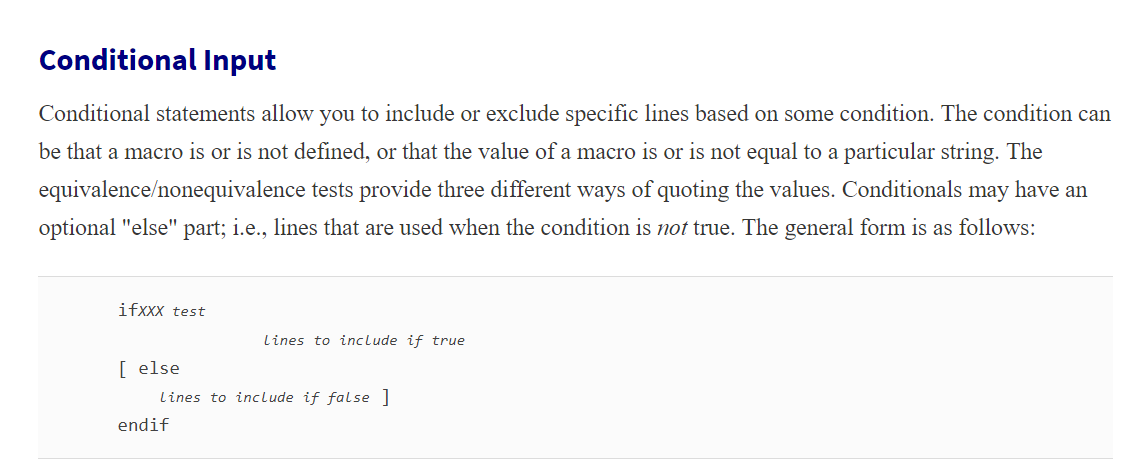 Conditional Input
Conditional statements allow you to include or exclude specific lines based on some condition. The condition can
be that a macro is or is not defined, or that the value of a macro is or is not equal to a particular string. The
equivalence/nonequivalence tests provide three different ways of quoting the values. Conditionals may have an
optional "else" part; i.e., lines that are used when the condition is not true. The general form is as follows:
ifXXX test
lines to include if true
[ else
lines to include if false ]
endif